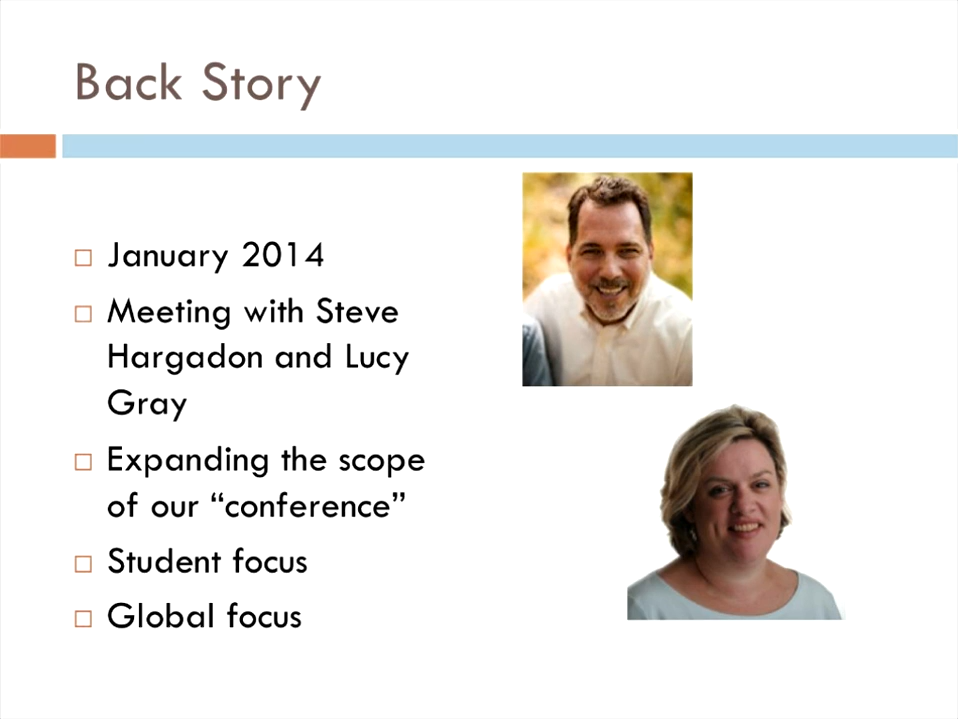 Back Story
January 2014
Meeting with Steve
Hargadon and Lucy
Gray
Expanding the scope
of our “conference”
Student focus
Global focus